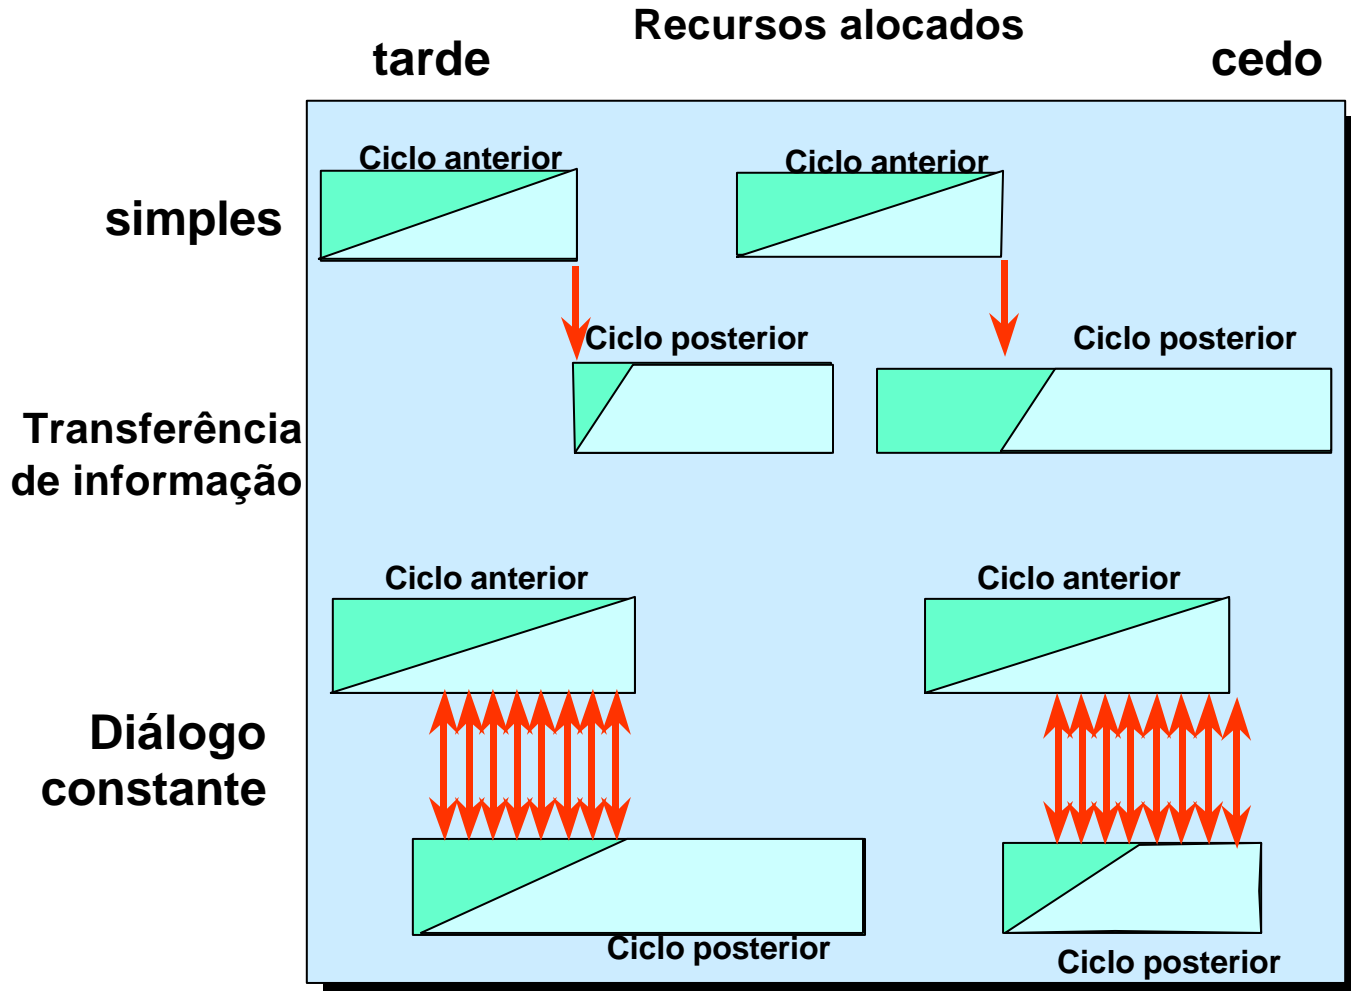 Recursos alocados
tarde
cedo
Ciclo anterior
Ciclo anterior
simples
Ciclo posterior
Ciclo posterior
Transferência
de informação
Ciclo anterior
Ciclo anterior
Diálogo
constante
Ciclo posterior
Ciclo posterior